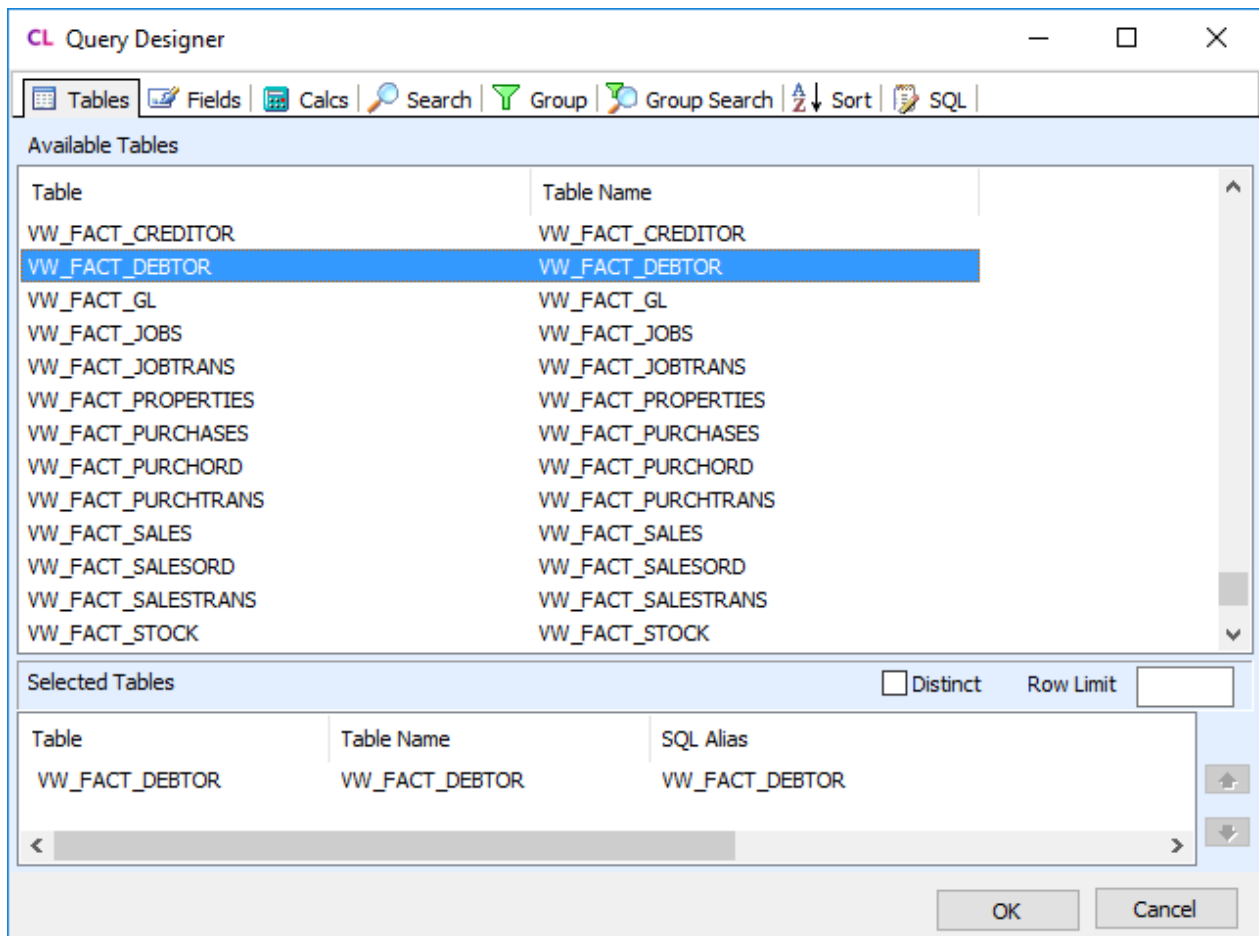 CL Query Designer
Tables Fields Calcs Search Group Group Search Sort SQL
Available Tables
Table Table Name
VW_FACT_CREDITOR VW_FACT_CREDITOR
VW_FACT_DEBTOR VW_FACT_DEBTOR
VW_FACT_GL VW_FACT_GL
VW_FACT_JOBS VW_FACT_JOBS
VW_FACT_JOBTRANS VW_FACT_JOBTRANS
VW_FACT_PROPERTIES VW_FACT_PROPERTIES
VW_FACT_PURCHASES VW_FACT_PURCHASES
VW_FACT_PURCHORD VW_FACT_PURCHORD
VW_FACT_PURCHTRANS VW_FACT_PURCHTRANS
VW_FACT_SALES VW_FACT_SALES
VW_FACT_SALESORD VW_FACT_SALESORD
VW_FACT_SALESTRANS VW_FACT_SALESTRANS
VW_FACT_STOCK VW_FACT_STOCK
Selected Tables Distinct Row Limit
Table Table Name SQL Alias
VW_FACT_DEBTOR VW_FACT_DEBTOR VW_FACT_DEBTOR
OK Cancel